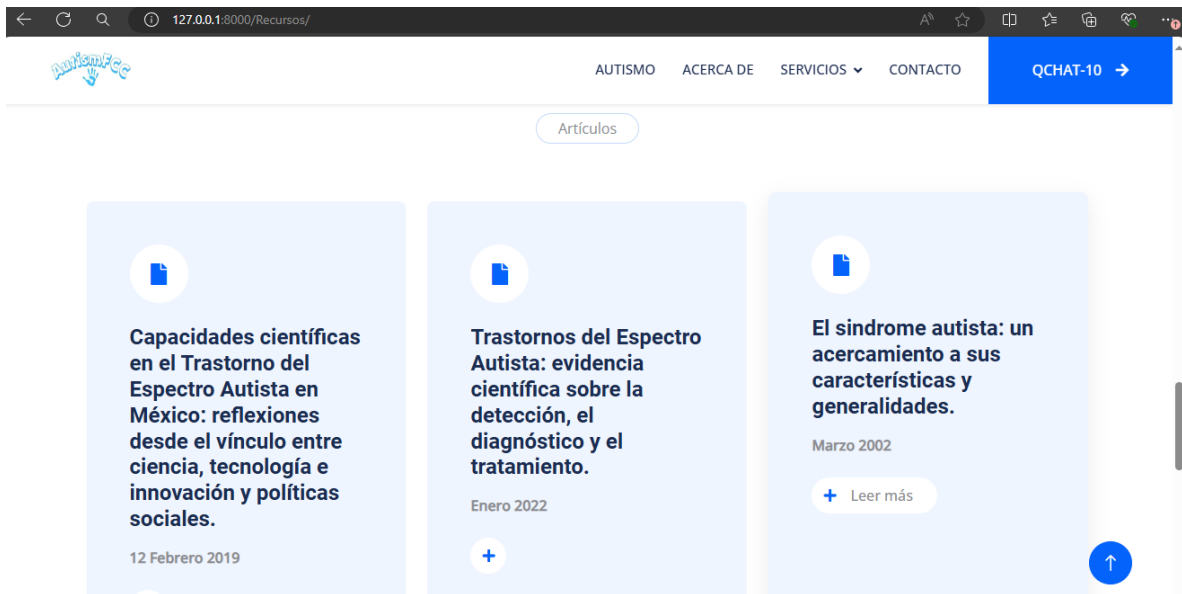 127.0.0.1:8000/Recursos/
AutismFCC
AUTISMO ACERCA DE SERVICIOS CONTACTO QCHAT-10
Artículos
Capacidades científicas
en el Trastorno del
Espectro Autista en
México: reflexiones
desde el vínculo entre
ciencia, tecnología e
innovación y políticas
sociales.
12 Febrero 2019
Trastornos del Espectro
Autista: evidencia
científica sobre la
detección, el
diagnóstico y el
tratamiento.
Enero 2022
El sindrome autista: un
acercamiento a sus
características y
generalidades.
Marzo 2002
Leer más